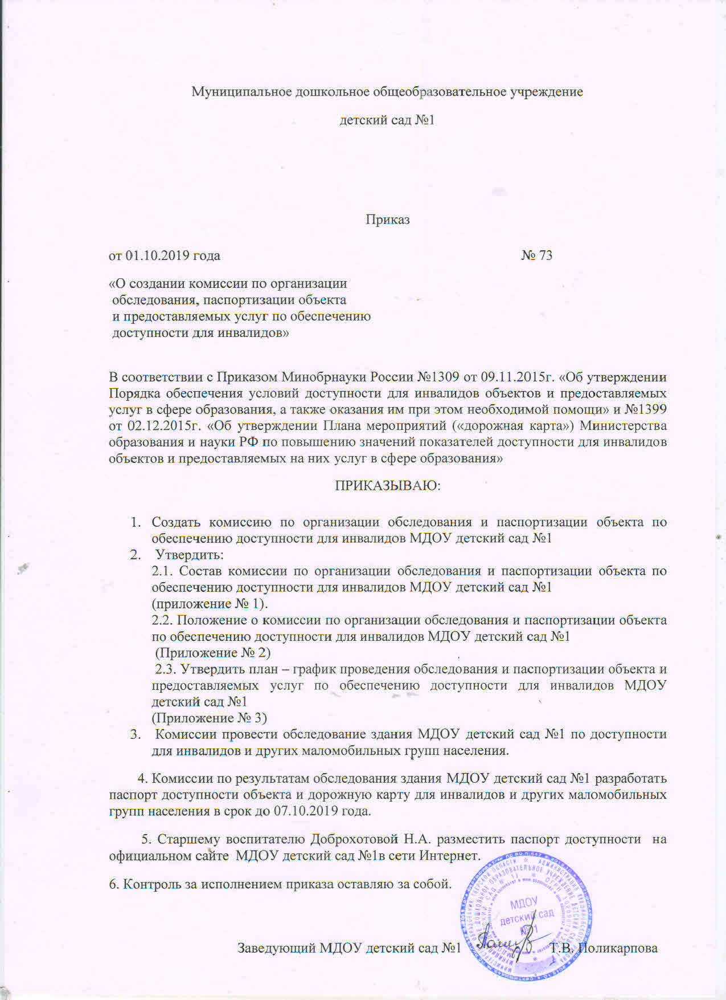 Муниципальное дошкольное общеобразовательное учреждение
детский сад №1
Приказ
от 01.10.2019 года № 73
«О создании комиссии по организации
обследования, паспортизации объекта
и предоставляемых услуг по обеспечению
доступности для инвалидов»
В соответствии с Приказом Минобрнауки России №1309 от 09.11.2015г. «Об утверждении
Порядка обеспечения условий доступности для инвалидов объектов и предоставляемых
услуг в сфере образования, а также оказания им при этом необходимой помощи» и №1399
от 02.12.2015г. «Об утверждении Плана мероприятий («дорожная карта») Министерства
образования и науки РФ по повышению значений показателей доступности для инвалидов
объектов и предоставляемых на них услуг в сфере образования»
ПРИКАЗЫВАЮ:
1. Создать комиссию по организации обследования и паспортизации объекта по
обеспечению доступности для инвалидов МДОУ детский сад №1
2. Утвердить:
2.1. Состав комиссии по организации обследования и паспортизации объекта по
обеспечению доступности для инвалидов МДОУ детский сад №1
(приложение № 1).
2.2. Положение о комиссии по организации обследования и паспортизации объекта
по обеспечению доступности для инвалидов МДОУ детский сад №1
(Приложение № 2)
2.3. Утвердить план – график проведения обследования и паспортизации объекта и
предоставляемых услуг по обеспечению доступности для инвалидов МДОУ
детский сад №1
(Приложение № 3)
3. Комиссии провести обследование здания МДОУ детский сад №1 по доступности
для инвалидов и других маломобильных групп населения.
4. Комиссии по результатам обследования здания МДОУ детский сад №1 разработать
паспорт доступности объекта и дорожную карту для инвалидов и других маломобильных
групп населения в срок до 07.10.2019 года.
5. Старшему воспитателю Доброхотовой Н.А. разместить паспорт доступности на
официальном сайте МДОУ детский сад №1в сети Интернет.
6. Контроль за исполнением приказа оставляю за собой.
МДОУ
детский сад
№ 1
Заведующий МДОУ детский сад №1 Т.В. Поликарпова